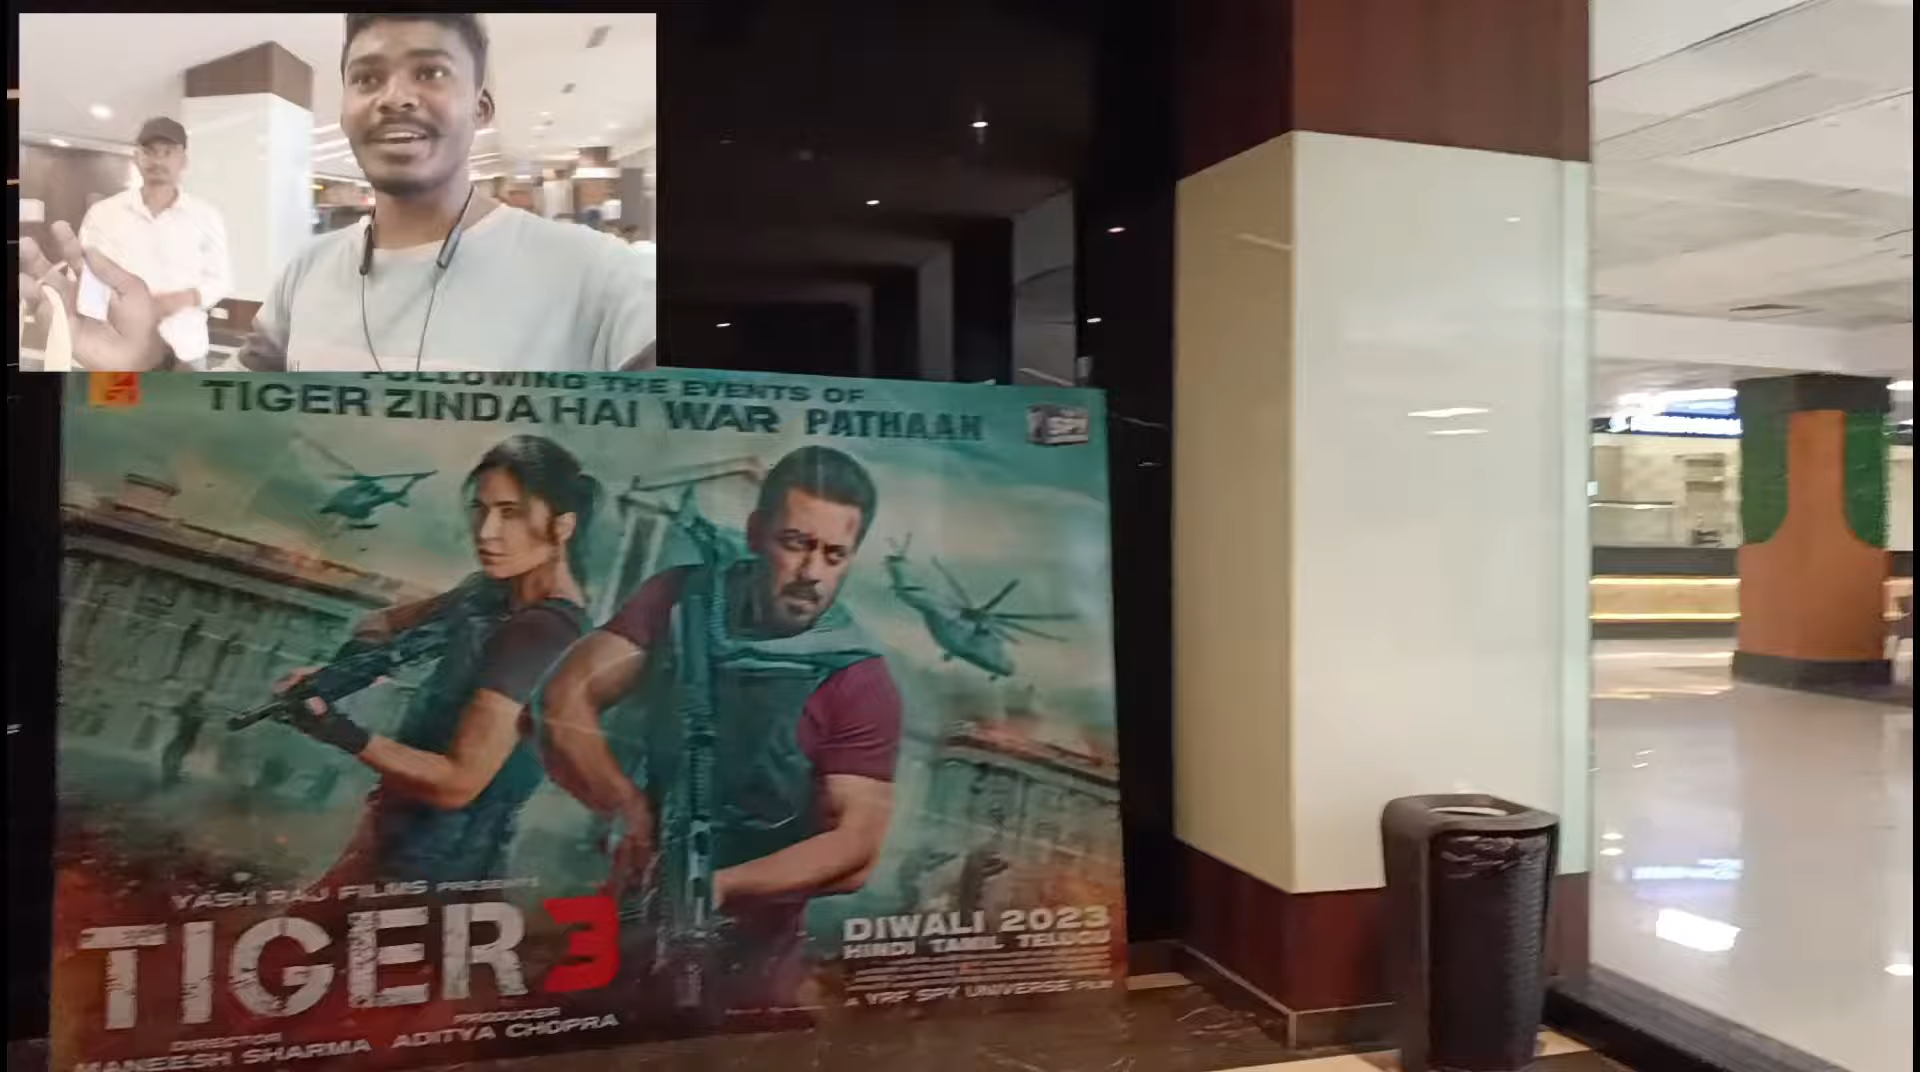 FOLLOWING THE EVENTS OF
TIGER ZINDA HAI WAR PATHAAN
SPY
YASH RAJ FILMS PRESENTS
TIGER 3
DIWALI 2023
HINDI TAMIL TELUGU
A YRF SPY UNIVERSE FILM
DIRECTOR
MANEESH SHARMA
PRODUCER
ADITYA CHOPRA